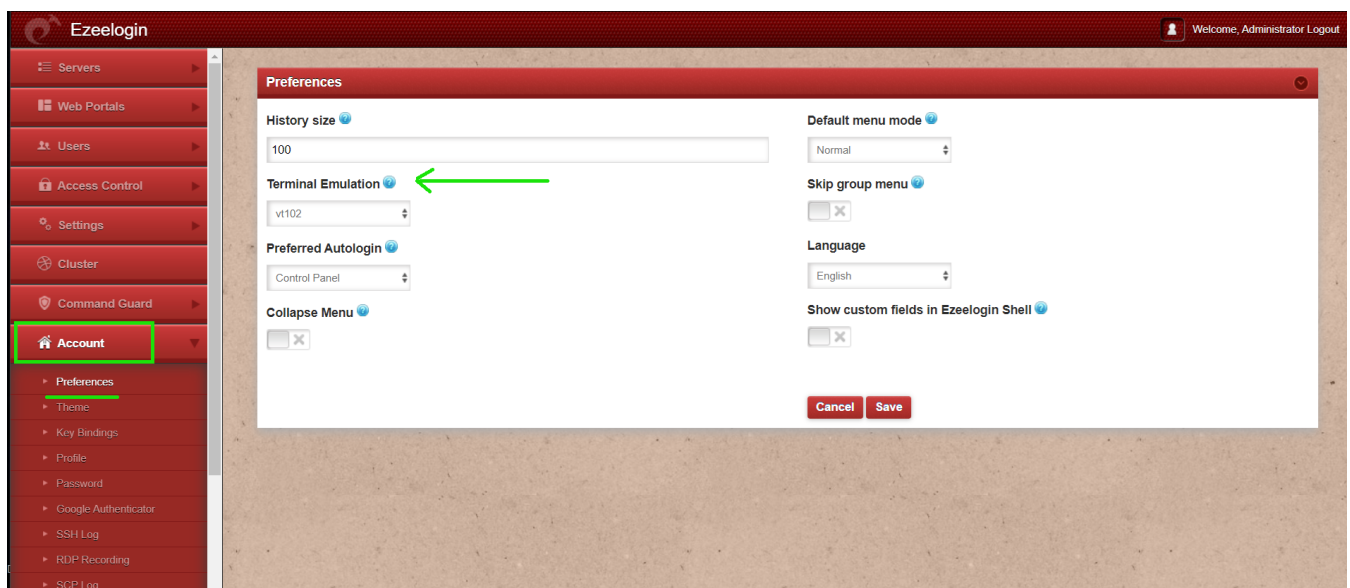 Ezeelogin
Welcome, Administrator Logout
Servers
Web Portals
Users
Access Control
Settings
Cluster
Command Guard
Account
Preferences
Theme
Key Bindings
Profile
Password
Google Authenticator
SSH Log
RDP Recording
SCP Log
Preferences
History size
100
Terminal Emulation
vt102
Preferred Autologin
Control Panel
Collapse Menu
Default menu mode
Normal
Skip group menu
Language
English
Show custom fields in Ezeelogin Shell
Cancel Save